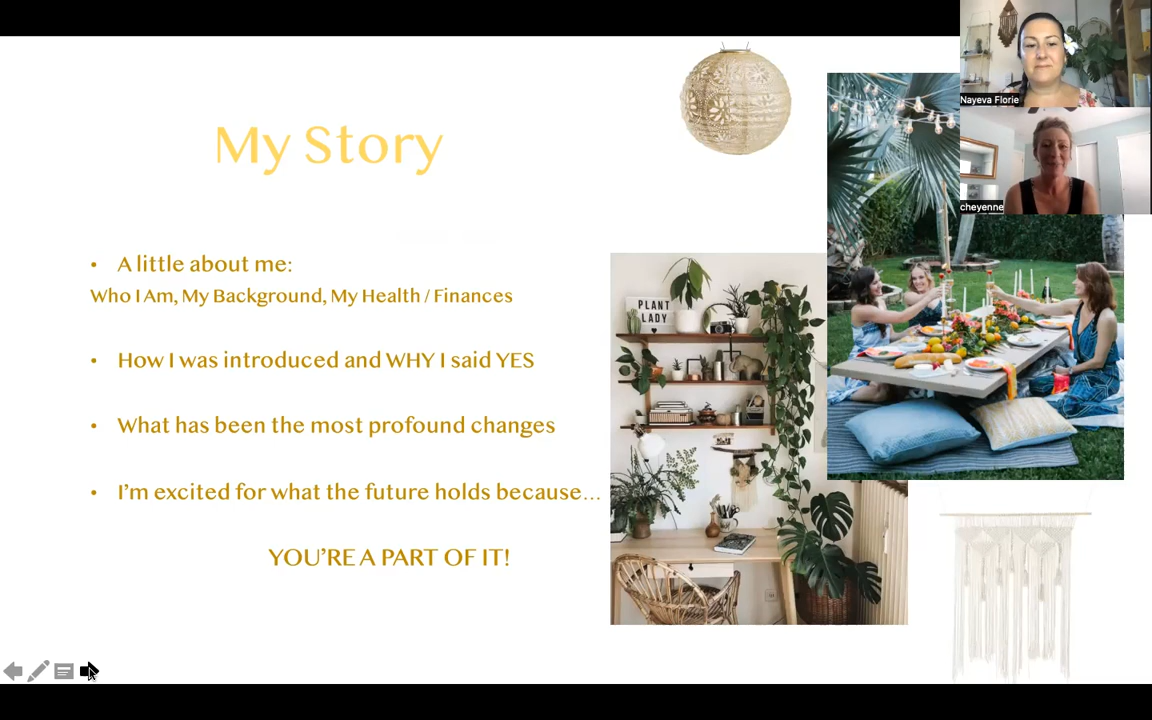 My Story
• A little about me:
Who I Am, My Background, My Health / Finances
• How I was introduced and WHY I said YES
• What has been the most profound changes
• I’m excited for what the future holds because...
YOU’RE A PART OF IT!
PLANT
LADY
Nayeva Florie
cheyenne